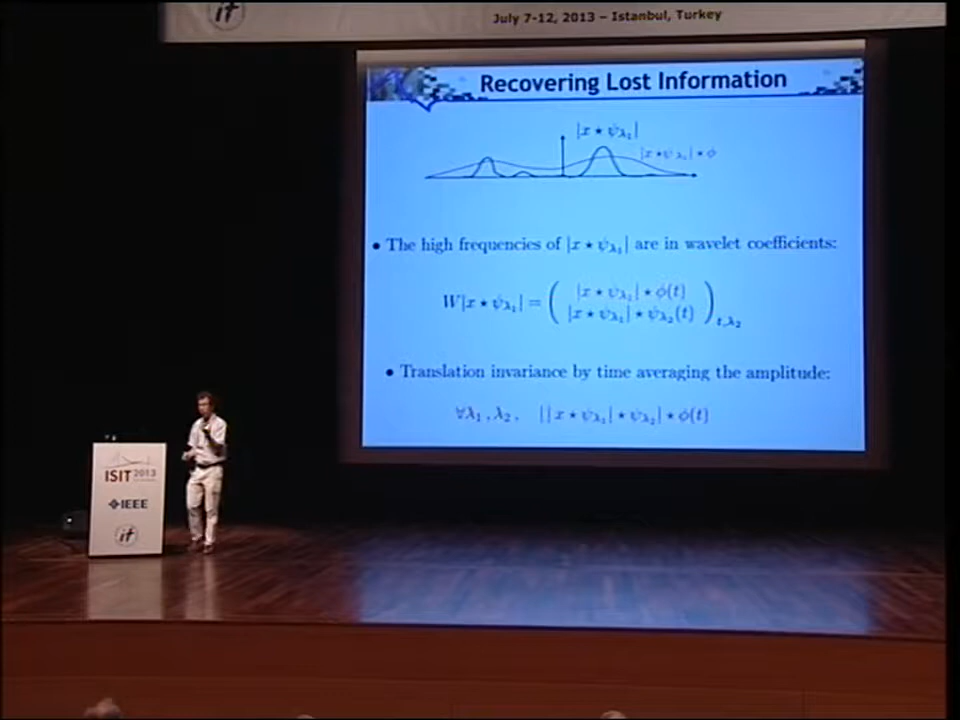 it
July 7-12, 2013 – Istanbul, Turkey
Recovering Lost Information
|x ⋆ ψ_λ₁|
|x ⋆ ψ_λ₁| ⋆ ϕ
• The high frequencies of |x ⋆ ψ_λ₁| are in wavelet coefficients:
W|x ⋆ ψ_λ₁| = ( |x ⋆ ψ_λ₁| ⋆ ϕ(t)
|x ⋆ ψ_λ₁| ⋆ ψ_λ₂(t) )_t,λ₂
• Translation invariance by time averaging the amplitude:
∀λ₁, λ₂, ||x ⋆ ψ_λ₁| ⋆ ψ_λ₂| ⋆ ϕ(t)
ISIT 2013
IEEE
it